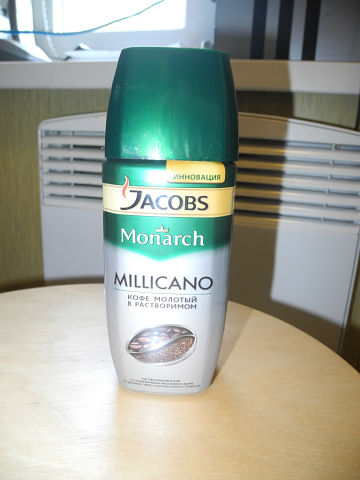 ИННОВАЦИЯ
JACOBS
Monarch
MILLICANO
КОФЕ МОЛОТЫЙ
В РАСТВОРИМОМ